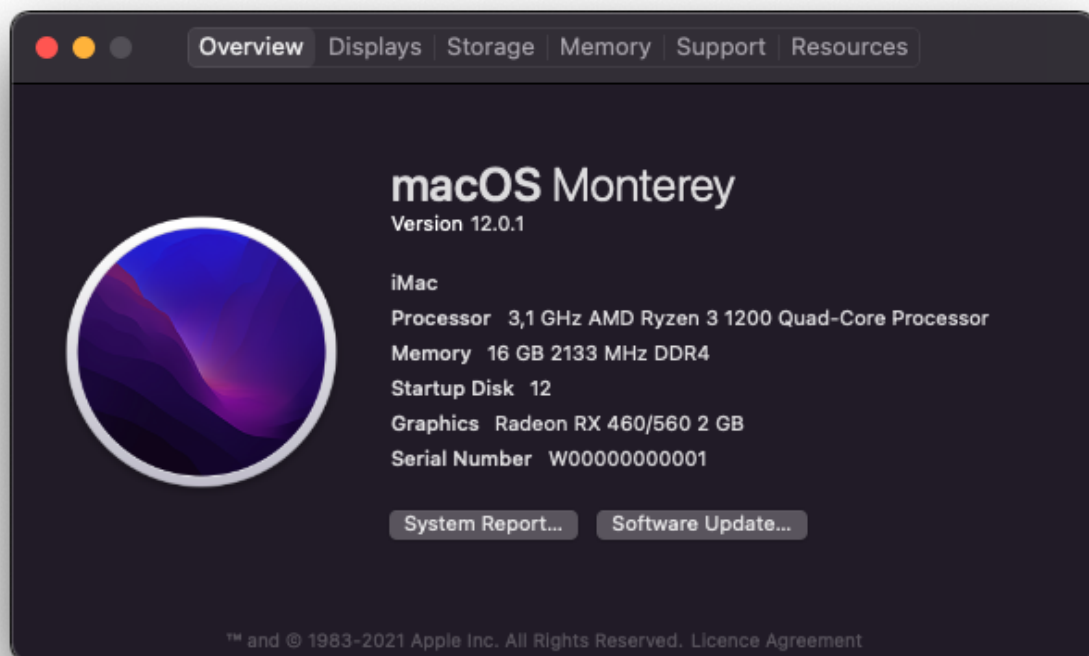 Overview Displays Storage Memory Support Resources
macOS Monterey
Version 12.0.1
iMac
Processor 3,1 GHz AMD Ryzen 3 1200 Quad-Core Processor
Memory 16 GB 2133 MHz DDR4
Startup Disk 12
Graphics Radeon RX 460/560 2 GB
Serial Number W00000000001
System Report... Software Update...
™ and © 1983-2021 Apple Inc. All Rights Reserved. Licence Agreement